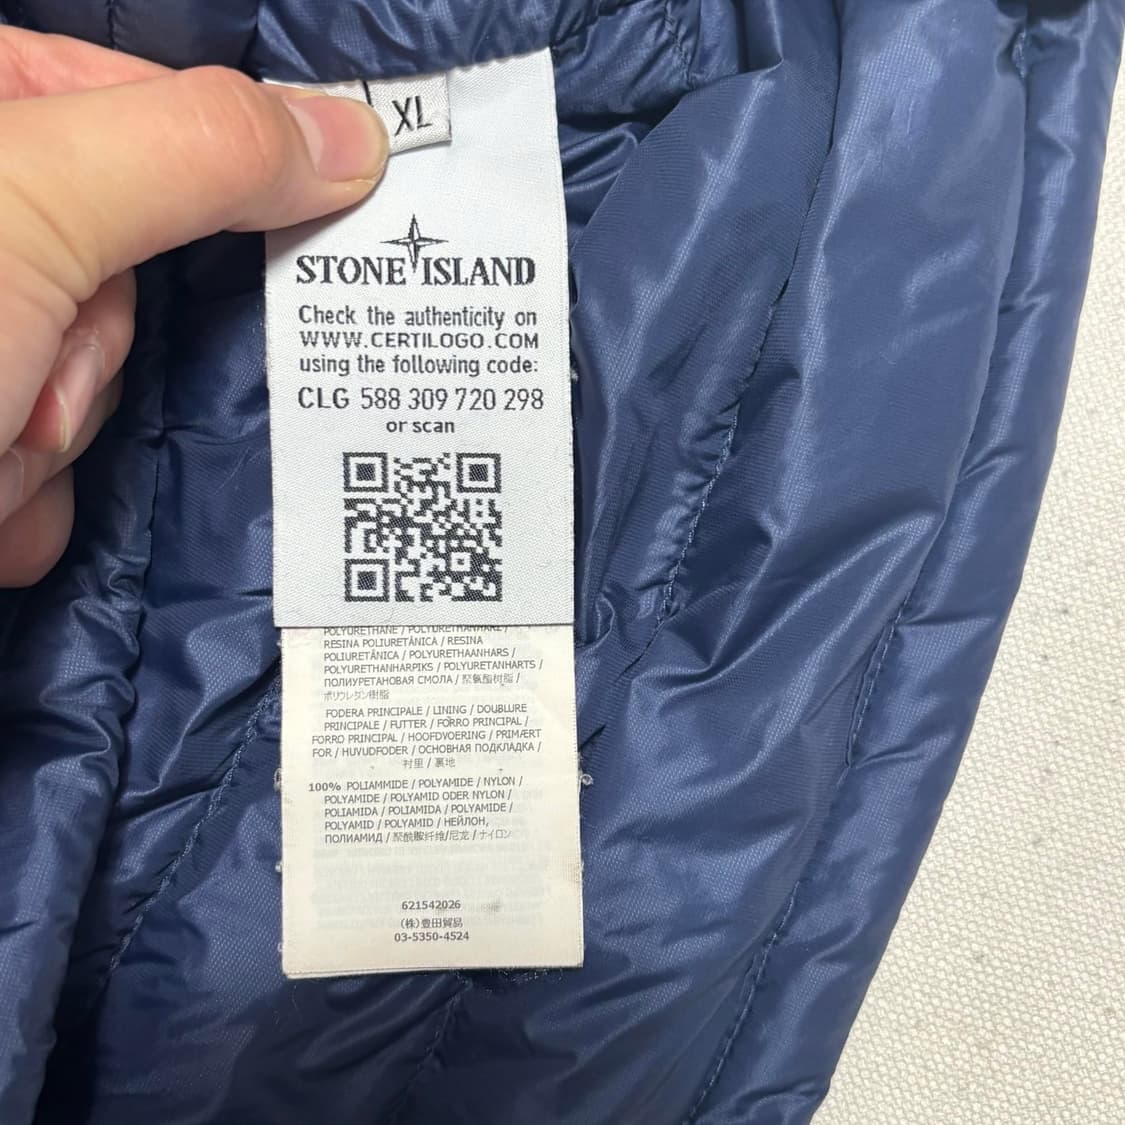 XL
STONE ISLAND
Check the authenticity on
WWW.CERTILOGO.COM
using the following code:
CLG 588 309 720 298
or scan
POLYURETHANE / POLYURETHANHARZ /
RESINA POLIURETÂNICA / RESINA
POLIURETÂNICA / POLYURETHAANHARS /
POLYURETHANHARPIKS / POLYURETANHARTS /
ПОЛИУРЕТАНОВАЯ СМОЛА / 聚氨酯树脂 /
ポリウレタン樹脂
FODERA PRINCIPALE / LINING / DOUBLURE
PRINCIPALE / FUTTER / FORRO PRINCIPAL /
FORRO PRINCIPAL / HOOFDVOERING / PRIMÆRT
FOR / HUVUDFODER / ОСНОВНАЯ ПОДКЛАДКА /
衬里 / 裏地
100% POLIAMMIDE / POLYAMIDE / NYLON /
POLYAMIDE / POLYAMID ODER NYLON /
POLIAMIDA / POLIAMIDA / POLYAMIDE /
POLYAMID / POLYAMID / НЕЙЛОН,
ПОЛИАМИД / 聚酰胺纤维/尼龙 / ナイロン
621542026
(株)豊田貿易
03-5350-4524